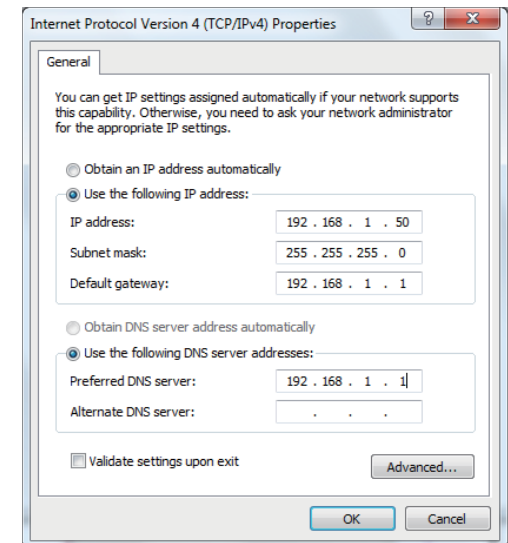 Internet Protocol Version 4 (TCP/IPv4) Properties
General
You can get IP settings assigned automatically if your network supports
this capability. Otherwise, you need to ask your network administrator
for the appropriate IP settings.
Obtain an IP address automatically
Use the following IP address:
IP address: 192 . 168 . 1 . 50
Subnet mask: 255 . 255 . 255 . 0
Default gateway: 192 . 168 . 1 . 1
Obtain DNS server address automatically
Use the following DNS server addresses:
Preferred DNS server: 192 . 168 . 1 . 1
Alternate DNS server: . . .
Validate settings upon exit
Advanced...
OK Cancel